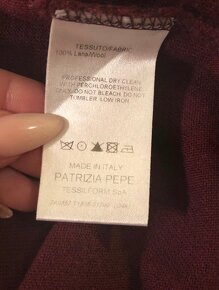 TESSUTO/FABRIC
100% Lana/Wool
PROFESSIONAL DRY CLEAN
WITH PERCHLOROETHYLENE
ONLY. DO NOT BLEACH. DO NOT
TUMBLER. LOW IRON
MADE IN ITALY
PATRIZIA PEPE
TESSILFORM SpA